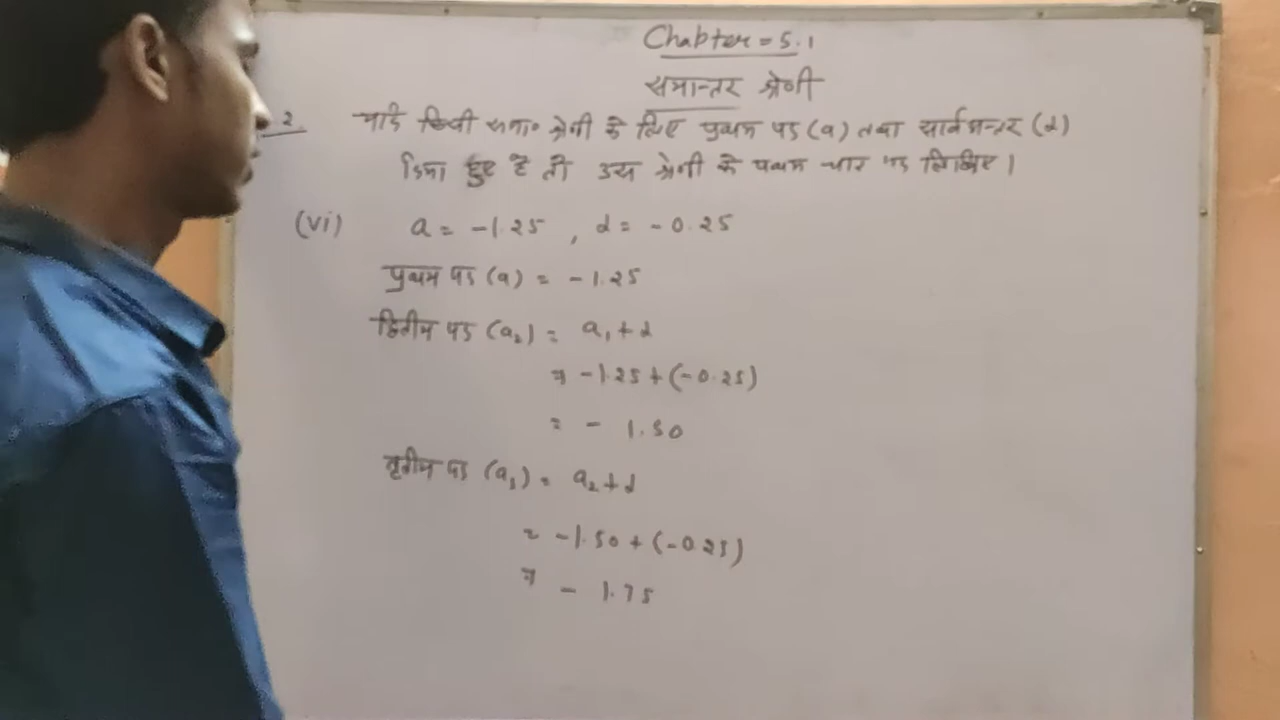 Chapter = 5.1
समान्तर श्रेणी
2 यदि किसी समा० श्रेणी के लिए प्रथम पद (a) तथा सार्वअन्तर (d)
दिया हुए है तो उस श्रेणी के प्रथम चार पद लिखिए।
(vi) a = -1.25 , d = -0.25
प्रथम पद (a) = -1.25
द्वितीय पद (a₂) = a₁ + d
= -1.25 + (-0.25)
= - 1.50
तृतीय पद (a₃) = a₂ + d
= -1.50 + (-0.25)
= - 1.75